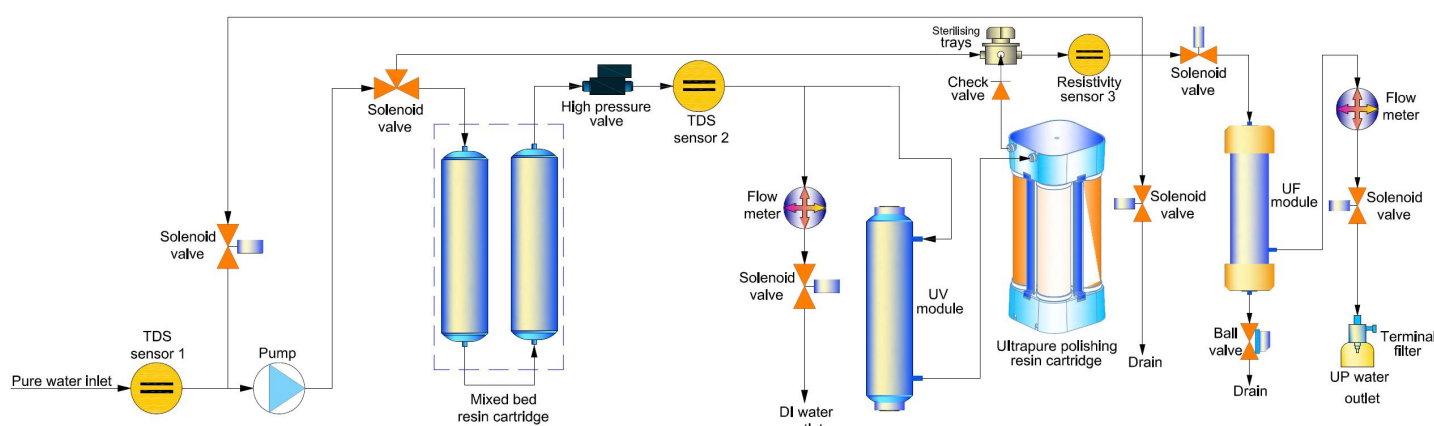 Sterilising
trays
Solenoid
valve
High pressure
valve
TDS
sensor 2
Check
valve
Resistivity
sensor 3
Solenoid
valve
Flow
meter
Solenoid
valve
Flow
meter
Solenoid
valve
UF
module
Solenoid
valve
Solenoid
valve
UV
module
TDS
sensor 1
Pump
Pure water inlet
Mixed bed
resin cartridge
DI water
Ultrapure polishing
resin cartridge
Drain
Ball
valve
Drain
Terminal
filter
UP water
outlet